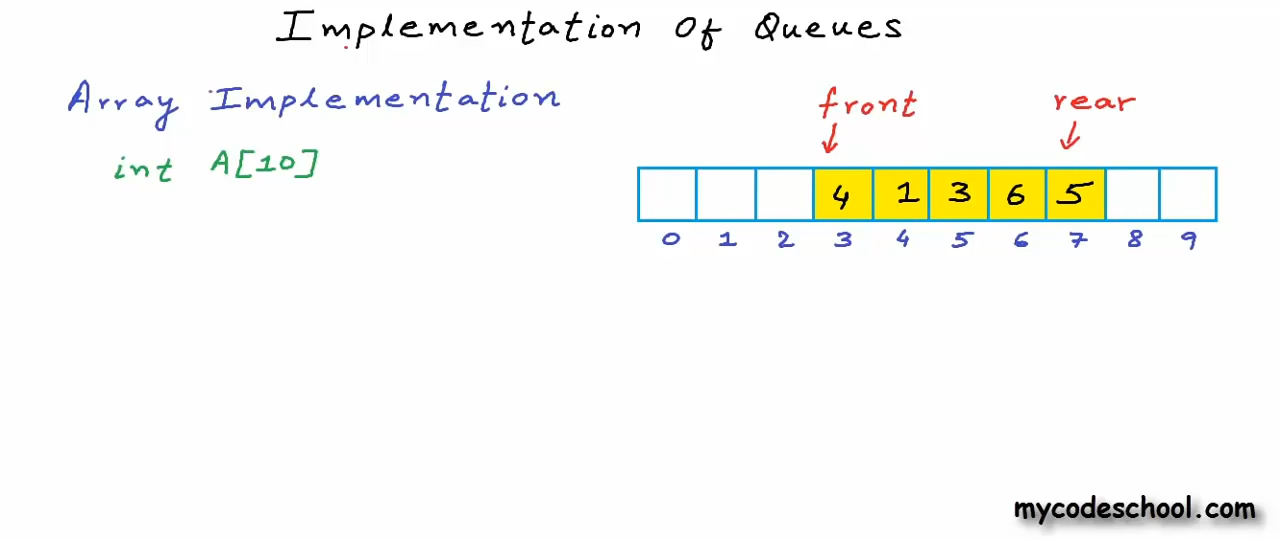 Implementation Of Queues
Array Implementation
front rear
int A[10]
4 1 3 6 5
0 1 2 3 4 5 6 7 8 9
mycodeschool.com